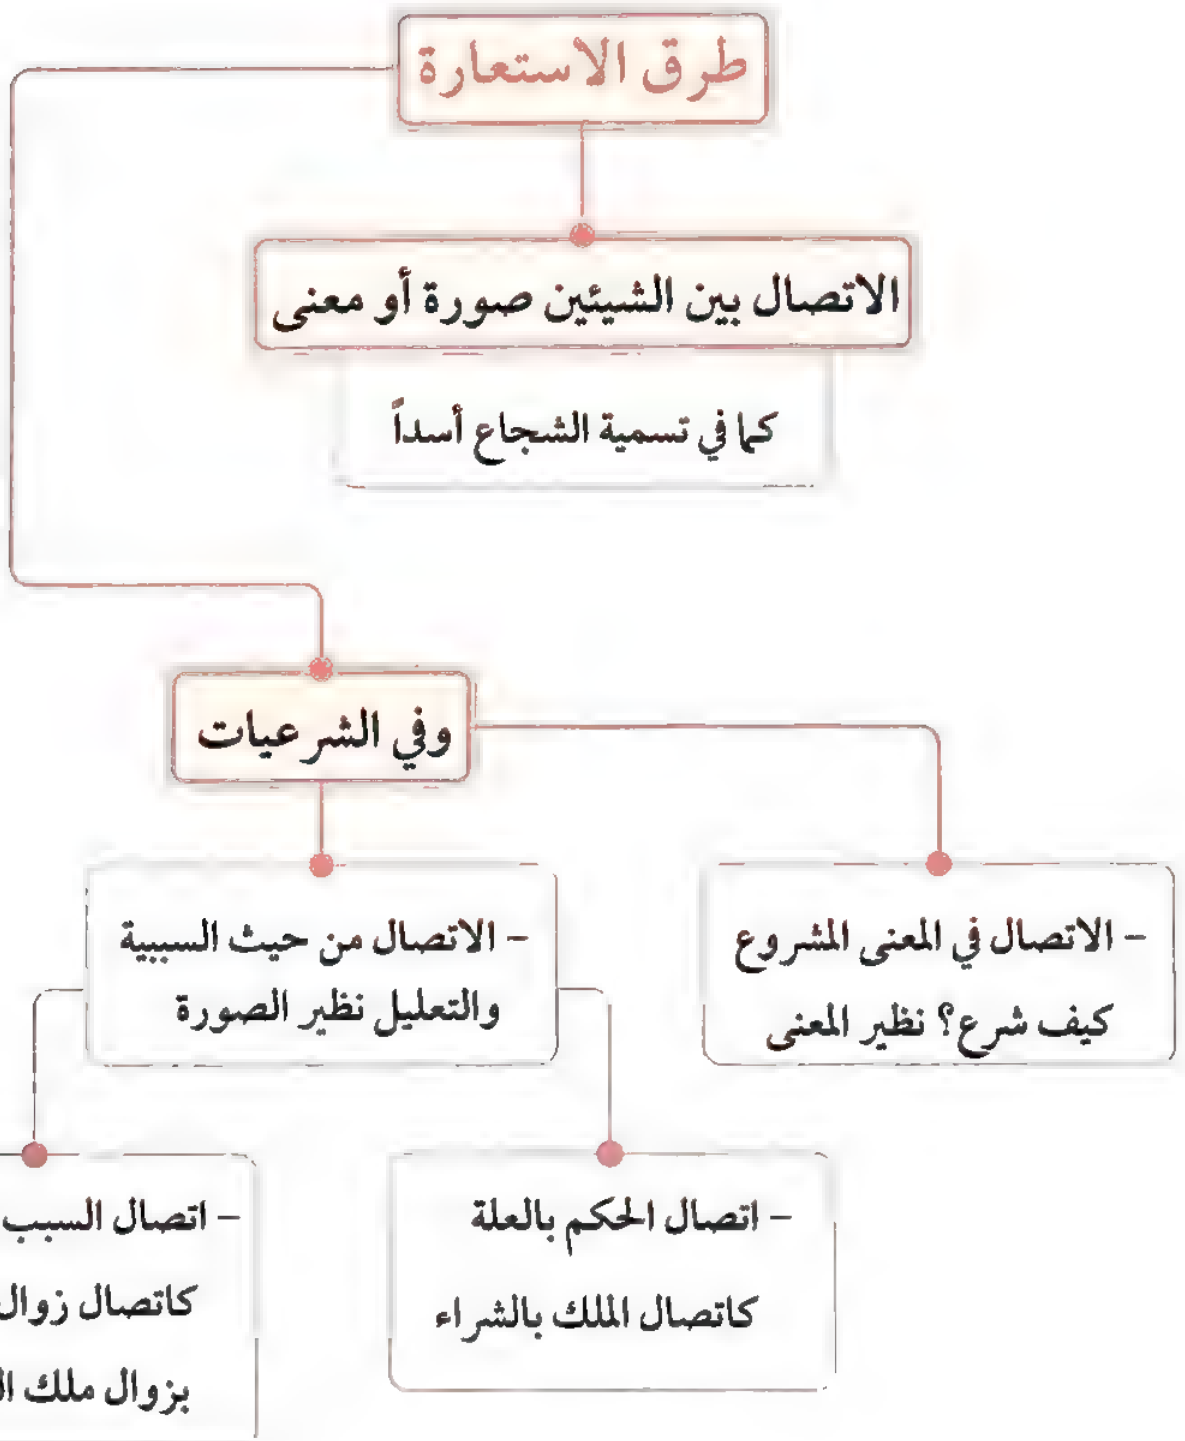 طرق الاستعارة
الاتصال بين الشيئين صورة أو معنى
كما في تسمية الشجاع أسداً
وفي الشرعيات
- الاتصال في المعنى المشروع
كيف شرع؟ نظير المعنى
- الاتصال من حيث السببية
والتعليل نظير الصورة
- اتصال الحكم بالعلة
كاتصال الملك بالشراء
- اتصال السبب
كاتصال زوال
بزوال ملك